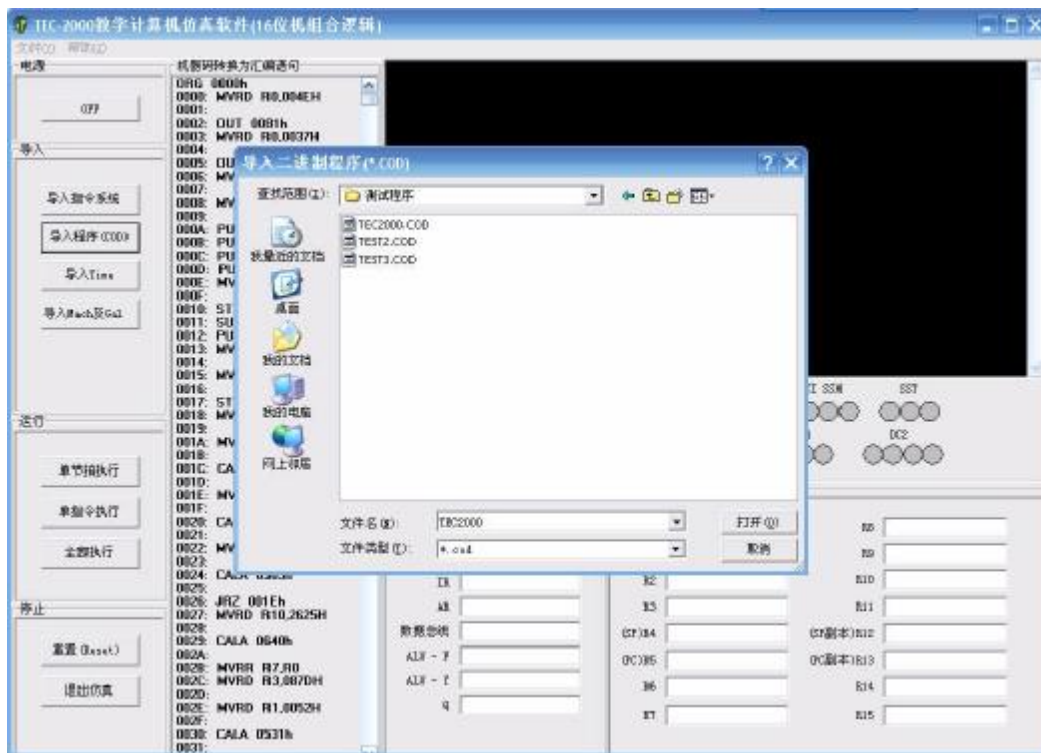 TEC-2000教学计算机仿真软件(16位机组合逻辑)
电源
OFF
导入
导入指令系统
导入程序(COD)
导入Time
导入Mach及Gal
运行
单节拍执行
单指令执行
全部执行
停止
重置(Reset)
退出仿真
机器码转换为汇编语句
ORG 0000h
0000: MVRD R0,004EH
0001:
0002: OUT 0081h
0003: MVRD R0,0037H
0004:
0005: OU
0006: MV
0007:
0008: MV
0009:
000A: PU
000B: PU
000C: PU
000D: PU
000E: MV
000F:
0010: ST
0011: SU
0012: PU
0013: MV
0014:
0015: MV
0016:
0017: ST
0018: MV
0019:
001A: MV
001B:
001C: CA
001D:
001E: MV
001F:
0020: CA
0021:
0022: MV
0023:
0024: CALA
0025:
0026: JRZ 001Eh
0027: MVRD R10,2625H
0028:
0029: CALA 0640h
002A:
002B: MVRR R7,R0
002C: MVRD R3,087DH
002D:
002E: MVRD R1,0052H
002F:
0030: CALA 0531h
0031:
导入二进制程序(*.COD)
查找范围(I):
测试程序
我最近的文档
桌面
我的文档
我的电脑
网上邻居
TEC2000.COD
TEST2.COD
TEST3.COD
文件名(N):
TEC2000
打开(O)
文件类型(T):
*.cod
取消
SSH
SST
DC2
IR
AR
数据总线
ALU - F
ALU - Y
q
R2
R3
(SP)R4
(PC)R5
R6
R7
R8
R9
R10
R11
(SP副本)R12
(PC副本)R13
R14
R15